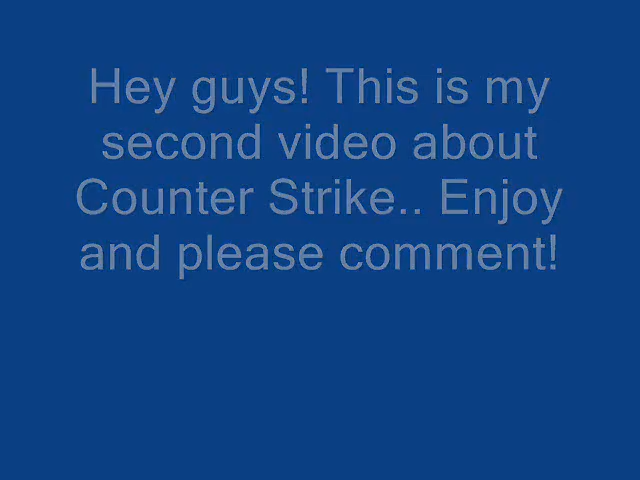 Hey guys! This is my
second video about
Counter Strike.. Enjoy
and please comment!